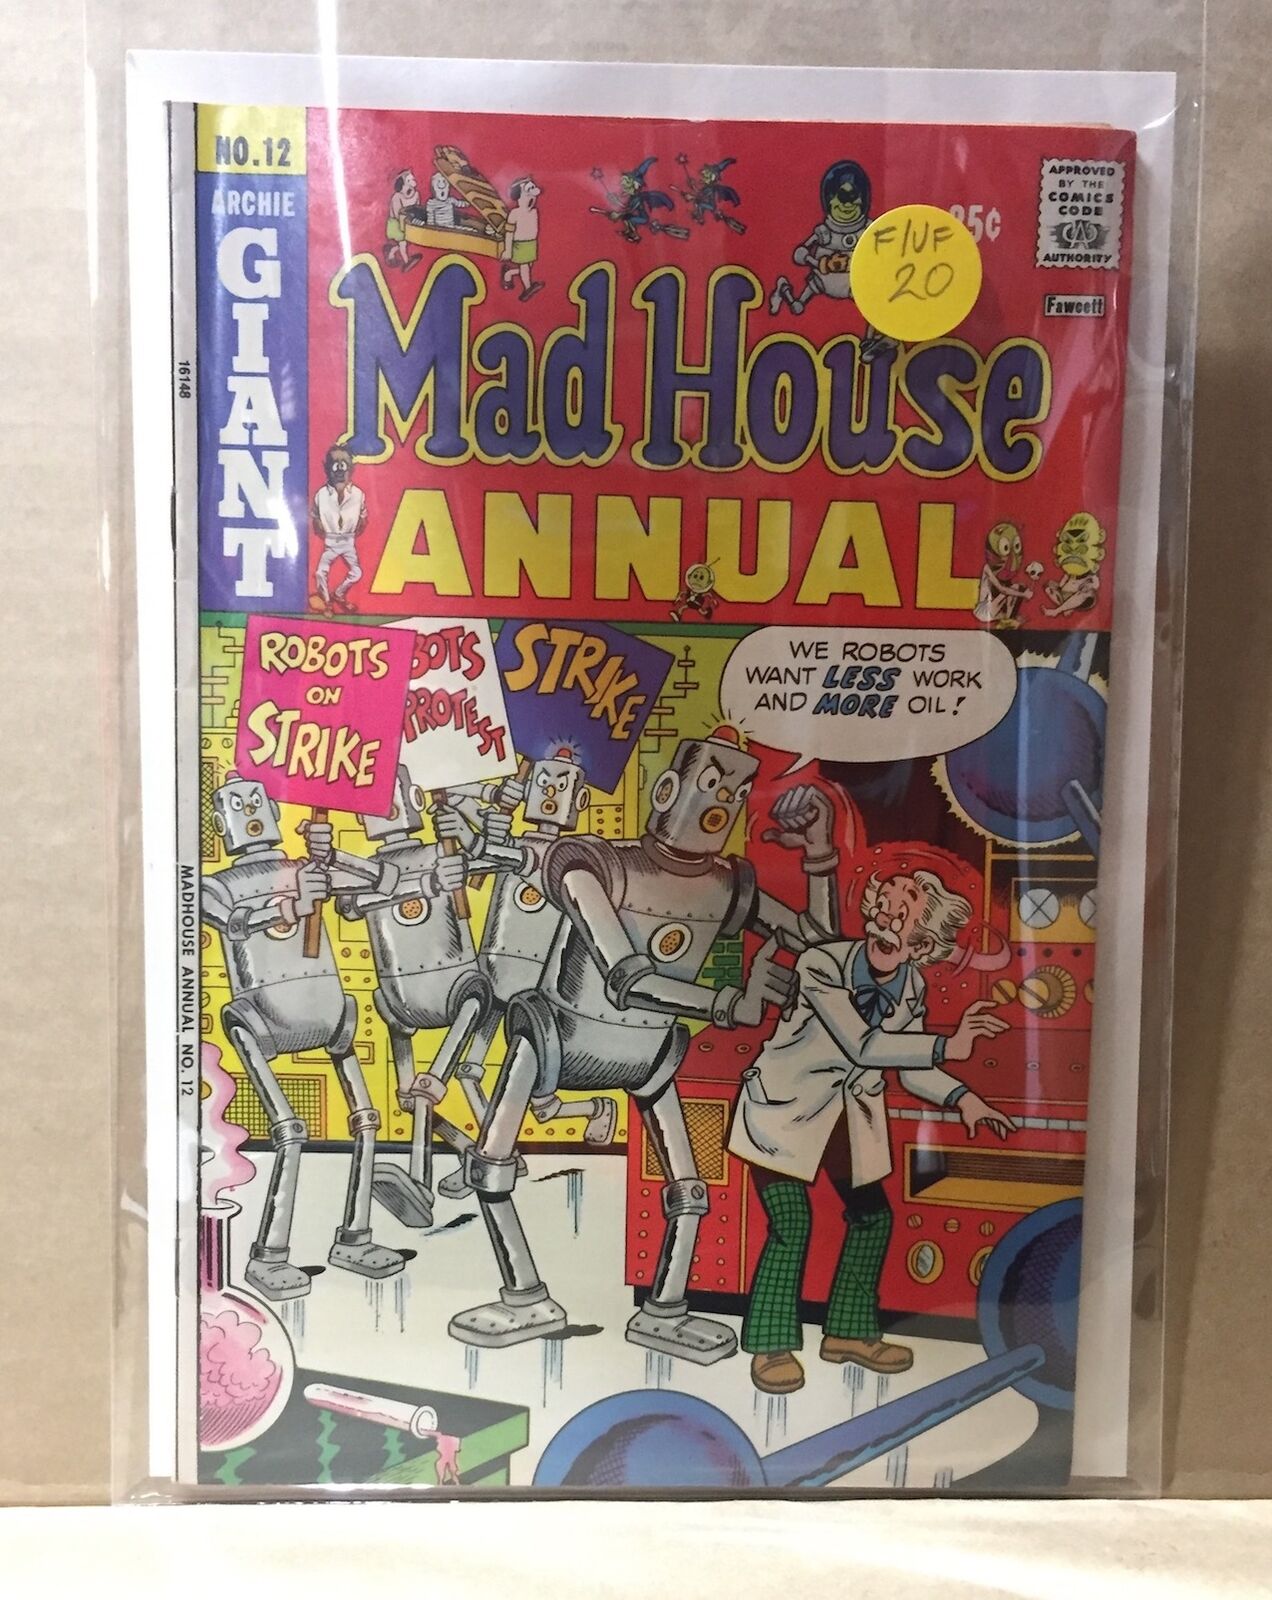 NO.12
ARCHIE
GIANT
APPROVED
BY THE
COMICS
CODE
CA
AUTHORITY
35¢
F/VF
20
Fawcett
Mad House
ANNUAL
16148
MADHOUSE ANNUAL NO. 12
ROBOTS
ON
STRIKE
BOTS
PROTEST
STRIKE
WE ROBOTS
WANT LESS WORK
AND MORE OIL!